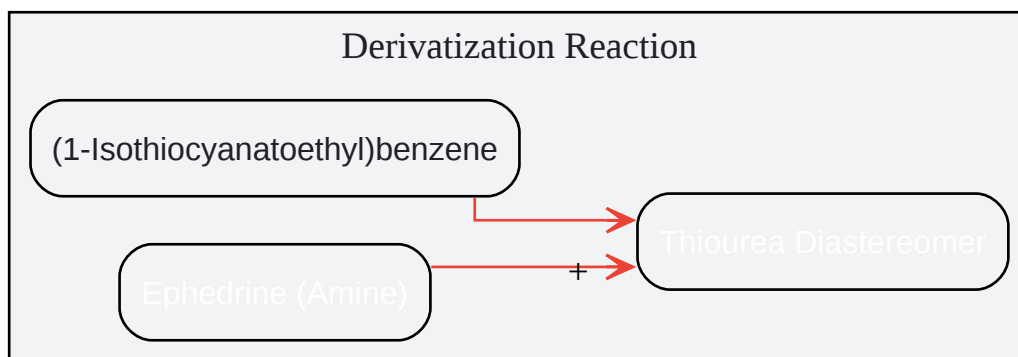 Derivatization Reaction
(1-Isothiocyanatoethyl)benzene
Thiourea Diastereomer
Ephedrine (Amine)
+